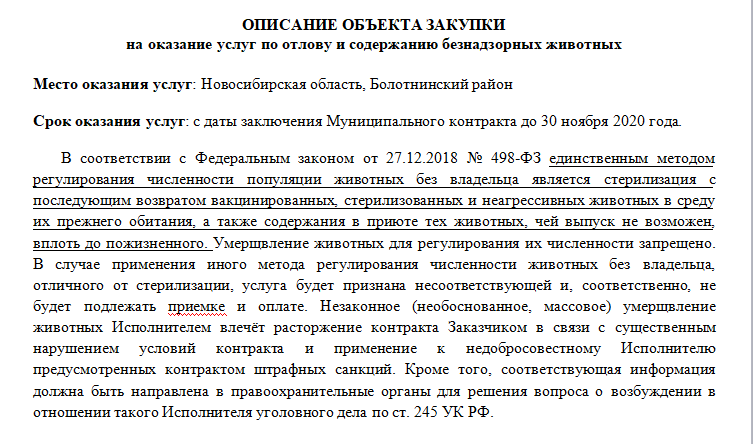 ОПИСАНИЕ ОБЪЕКТА ЗАКУПКИ
на оказание услуг по отлову и содержанию безнадзорных животных
Место оказания услуг: Новосибирская область, Болотнинский район
Срок оказания услуг: с даты заключения Муниципального контракта до 30 ноября 2020 года.
В соответствии с Федеральным законом от 27.12.2018 № 498-ФЗ единственным методом
регулирования численности популяции животных без владельца является стерилизация с
последующим возвратом вакцинированных, стерилизованных и неагрессивных животных в среду
их прежнего обитания, а также содержания в приюте тех животных, чей выпуск не возможен,
вплоть до пожизненного. Умерщвление животных для регулирования их численности запрещено.
В случае применения иного метода регулирования численности животных без владельца,
отличного от стерилизации, услуга будет признана несоответствующей и, соответственно, не
будет подлежать приемке и оплате. Незаконное (необоснованное, массовое) умерщвление
животных Исполнителем влечёт расторжение контракта Заказчиком в связи с существенным
нарушением условий контракта и применение к недобросовестному Исполнителю
предусмотренных контрактом штрафных санкций. Кроме того, соответствующая информация
должна быть направлена в правоохранительные органы для решения вопроса о возбуждении в
отношении такого Исполнителя уголовного дела по ст. 245 УК РФ.